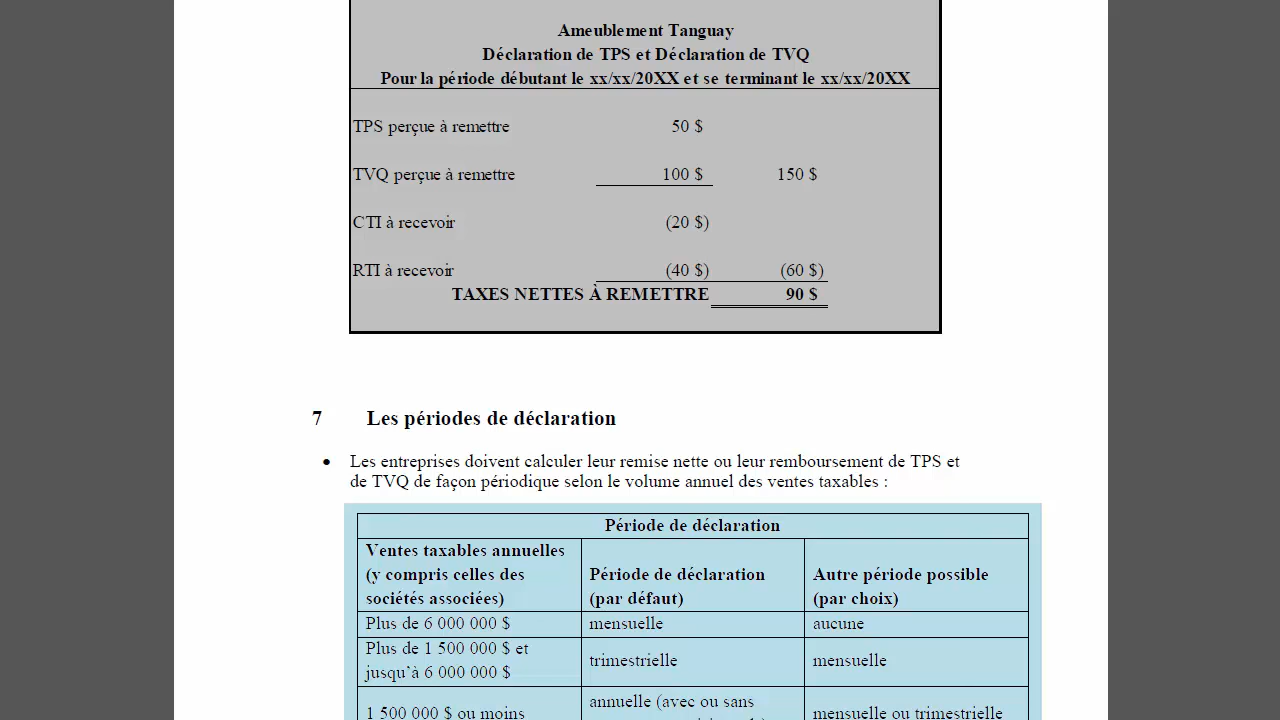 Ameublement Tanguay
Déclaration de TPS et Déclaration de TVQ
Pour la période débutant le xx/xx/20XX et se terminant le xx/xx/20XX
TPS perçue à remettre 50 $
TVQ perçue à remettre 100 $ 150 $
CTI à recevoir (20 $)
RTI à recevoir (40 $) (60 $)
TAXES NETTES À REMETTRE 90 $
7 Les périodes de déclaration
• Les entreprises doivent calculer leur remise nette ou leur remboursement de TPS et
de TVQ de façon périodique selon le volume annuel des ventes taxables :
Période de déclaration
Ventes taxables annuelles
(y compris celles des
sociétés associées)
Période de déclaration
(par défaut)
Autre période possible
(par choix)
Plus de 6 000 000 $ mensuelle aucune
Plus de 1 500 000 $ et
jusqu'à 6 000 000 $
trimestrielle mensuelle
1 500 000 $ ou moins
annuelle (avec ou sans
mensuelle ou trimestrielle